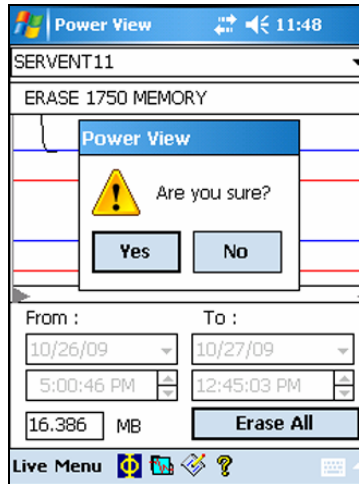 Power View 11:48
SERVENT11
ERASE 1750 MEMORY
Power View
Are you sure?
Yes No
From : To :
10/26/09 10/27/09
5:00:46 PM 12:45:03 PM
16.386 MB Erase All
Live Menu